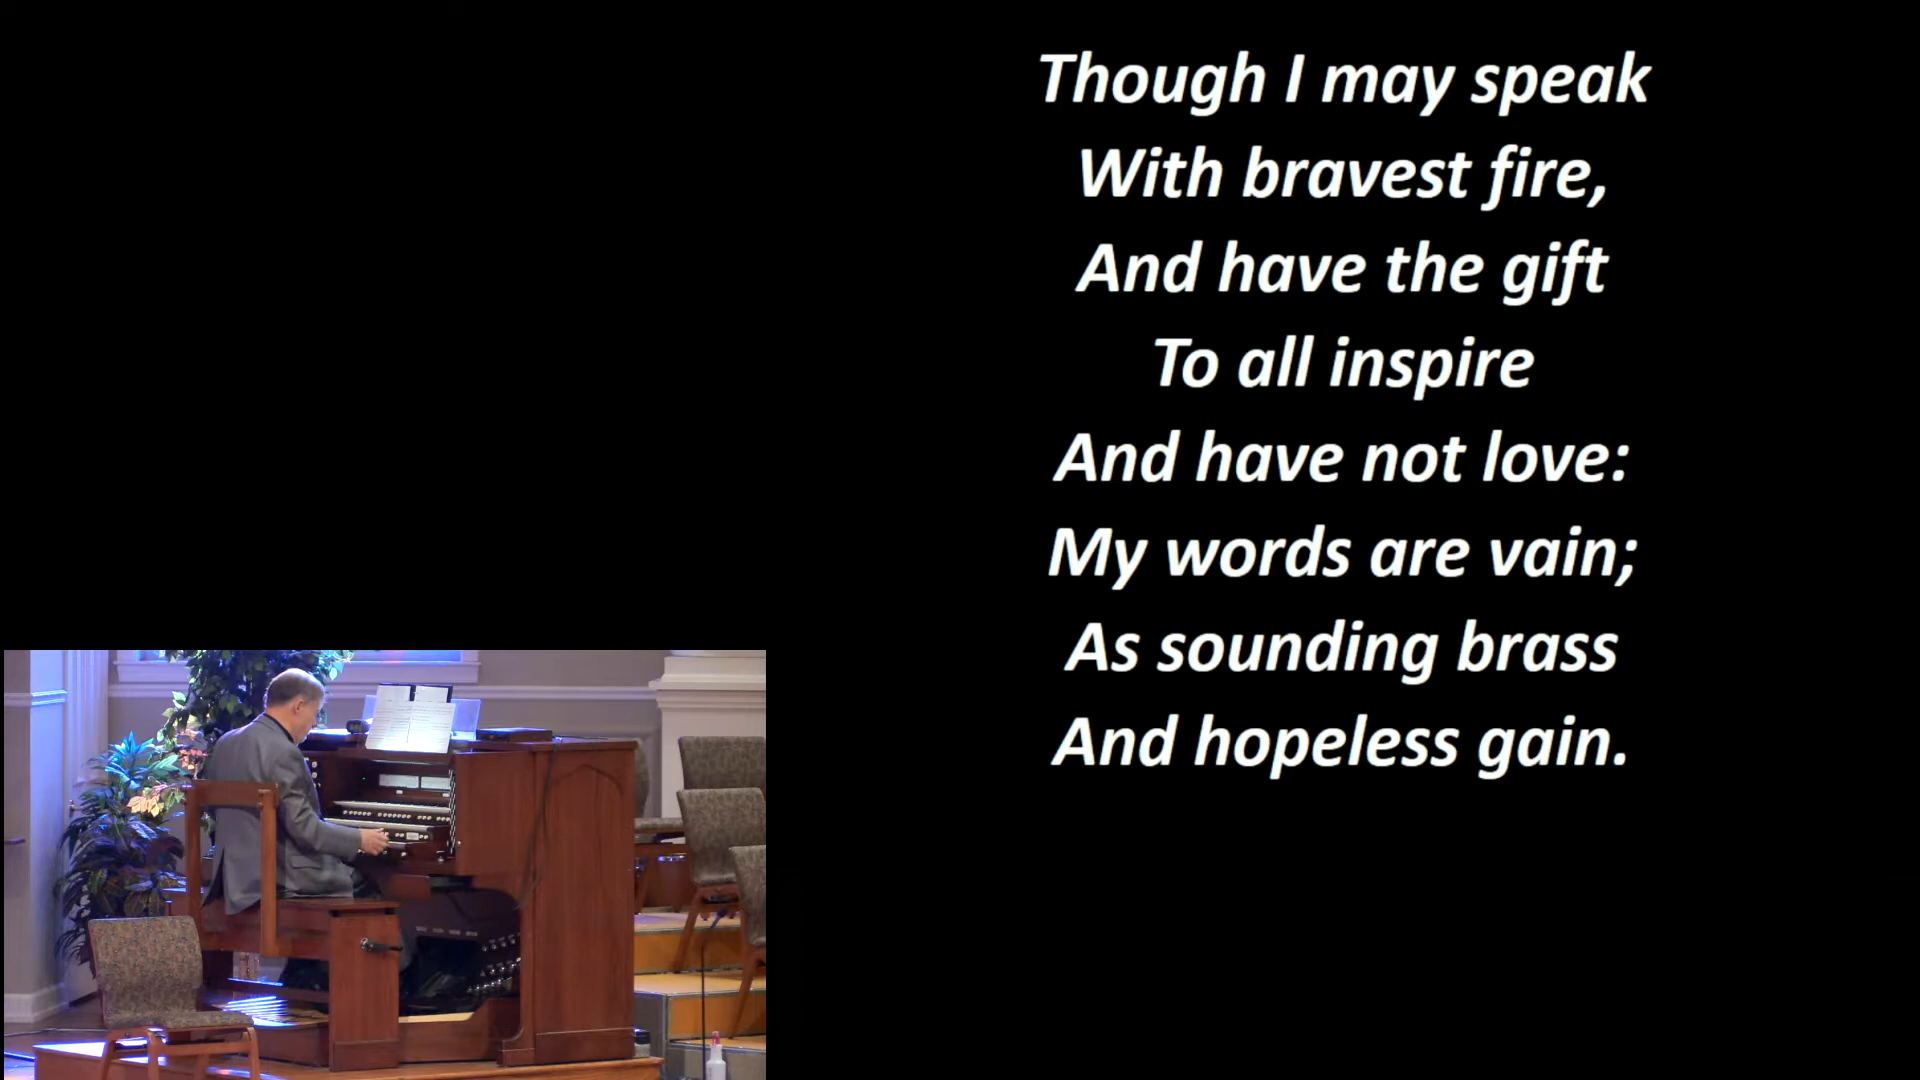 Though I may speak
With bravest fire,
And have the gift
To all inspire
And have not love:
My words are vain;
As sounding brass
And hopeless gain.